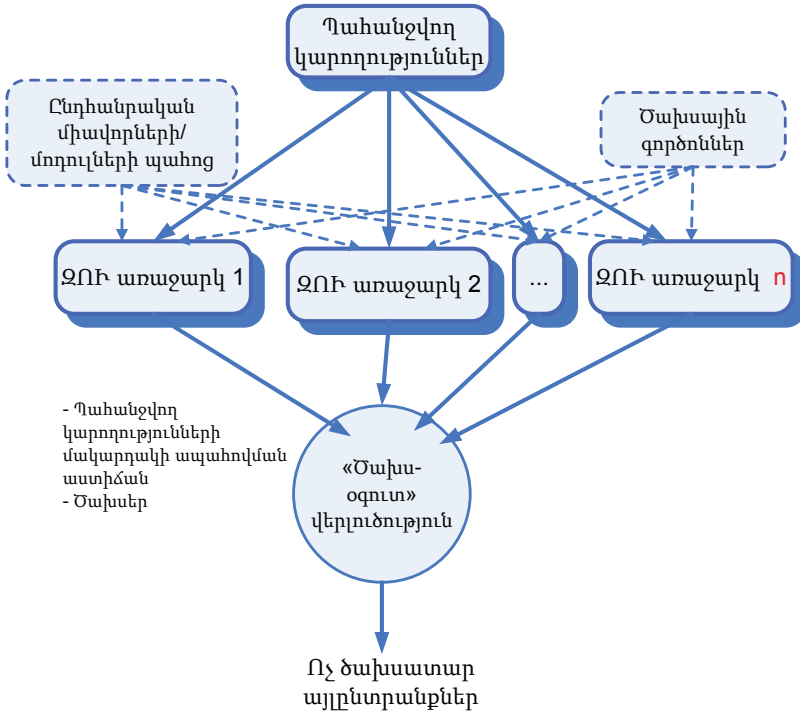 Պահանջվող
կարողություններ
Ընդհանրական
միավորների/
մոդուլների պահոց
Ծախսային
գործոններ
ԶՈՒ առաջարկ 1
ԶՈՒ առաջարկ 2
...
ԶՈՒ առաջարկ n
- Պահանջվող
կարողությունների
մակարդակի ապահովման
աստիճան
- Ծախսեր
«Ծախս-
օգուտ»
վերլուծություն
Ոչ ծախսատար
այլընտրանքներ